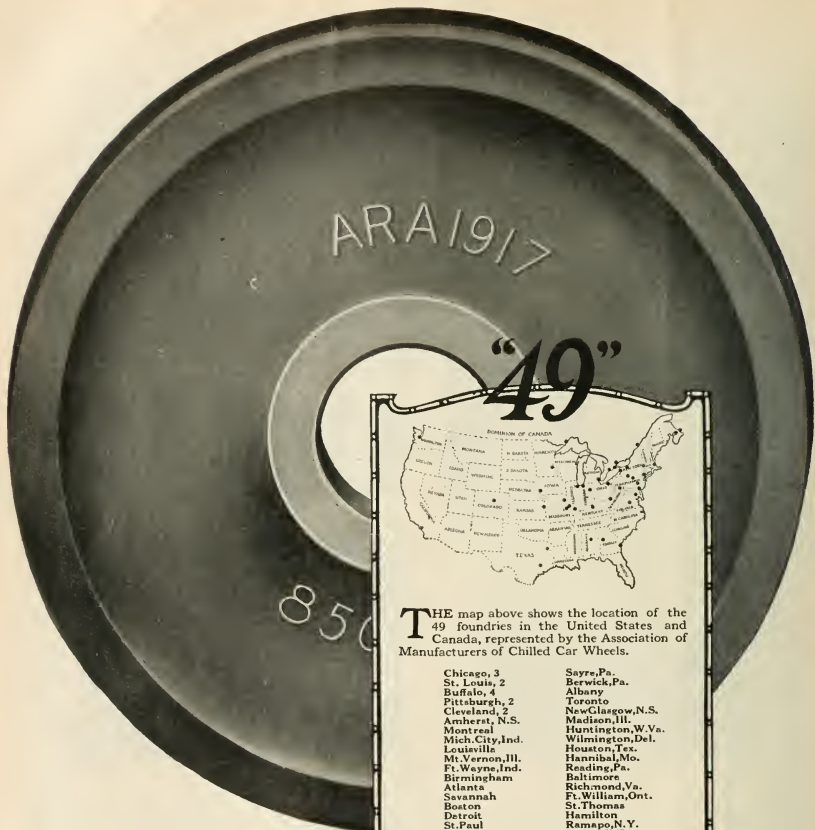 ARA1917
"49"
DOMINION OF CANADA
WASHINGTON
MONTANA
N. DAKOTA
OREGON
IDAHO
WYOMING
S. DAKOTA
IOWA
NEBRASKA
NEVADA
UTAH
COLORADO
KANSAS
MISSOURI
ARIZONA
NEW MEXICO
OKLAHOMA
TENNESSEE
TEXAS
850
THE map above shows the location of the
49 foundries in the United States and
Canada, represented by the Association of
Manufacturers of Chilled Car Wheels.
Chicago, 3
St. Louis, 2
Buffalo, 4
Pittsburgh, 2
Cleveland, 2
Amherst, N.S.
Montreal
Mich.City,Ind.
Louisville
Mt.Vernon,Ill.
Ft.Wayne,Ind.
Birmingham
Atlanta
Savannah
Boston
Detroit
St.Paul
Sayre,Pa.
Berwick,Pa.
Albany
Toronto
NewGlasgow,N.S.
Madison,Ill.
Huntington,W.Va.
Wilmington,Del.
Houston,Tex.
Hannibal,Mo.
Reading,Pa.
Baltimore
Richmond,Va.
Ft.William,Ont.
St.Thomas
Hamilton
Ramapo,N.Y.